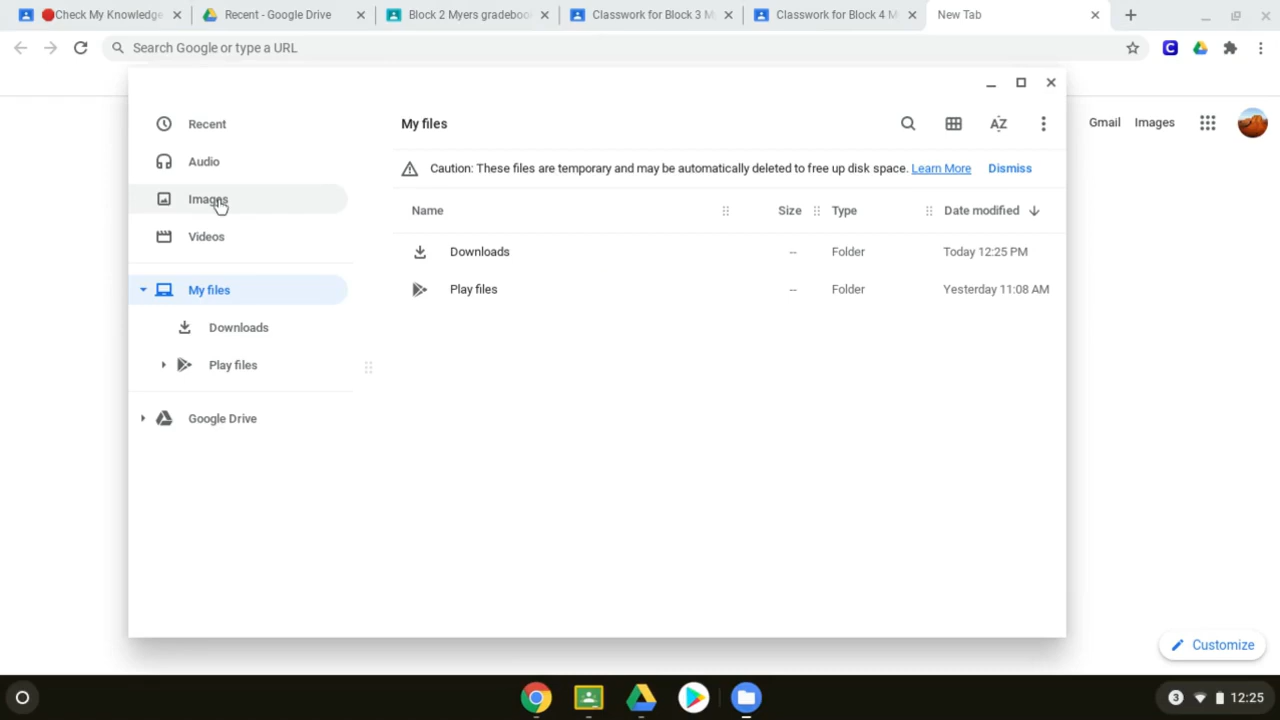 Check My Knowledge
Recent - Google Drive
Block 2 Myers gradeboo
Classwork for Block 3 M
Classwork for Block 4 M
New Tab
Search Google or type a URL
C
Gmail
Images
Recent
Audio
Images
Videos
My files
Downloads
Play files
Google Drive
My files
AZ
Caution: These files are temporary and may be automatically deleted to free up disk space. Learn More
Dismiss
Name
Size
Type
Date modified
Downloads
--
Folder
Today 12:25 PM
Play files
--
Folder
Yesterday 11:08 AM
Customize
3
12:25